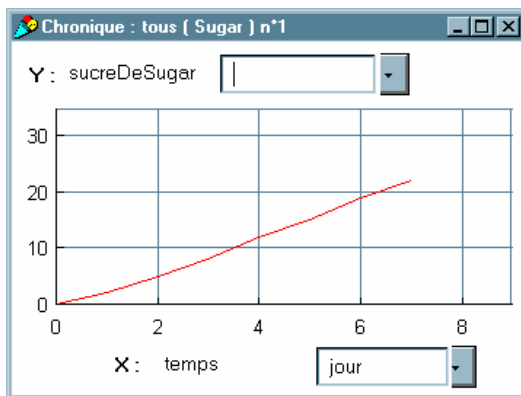 Chronique : tous ( Sugar ) n°1
Y : sucreDeSugar
30
20
10
0
0 2 4 6 8
X : temps jour